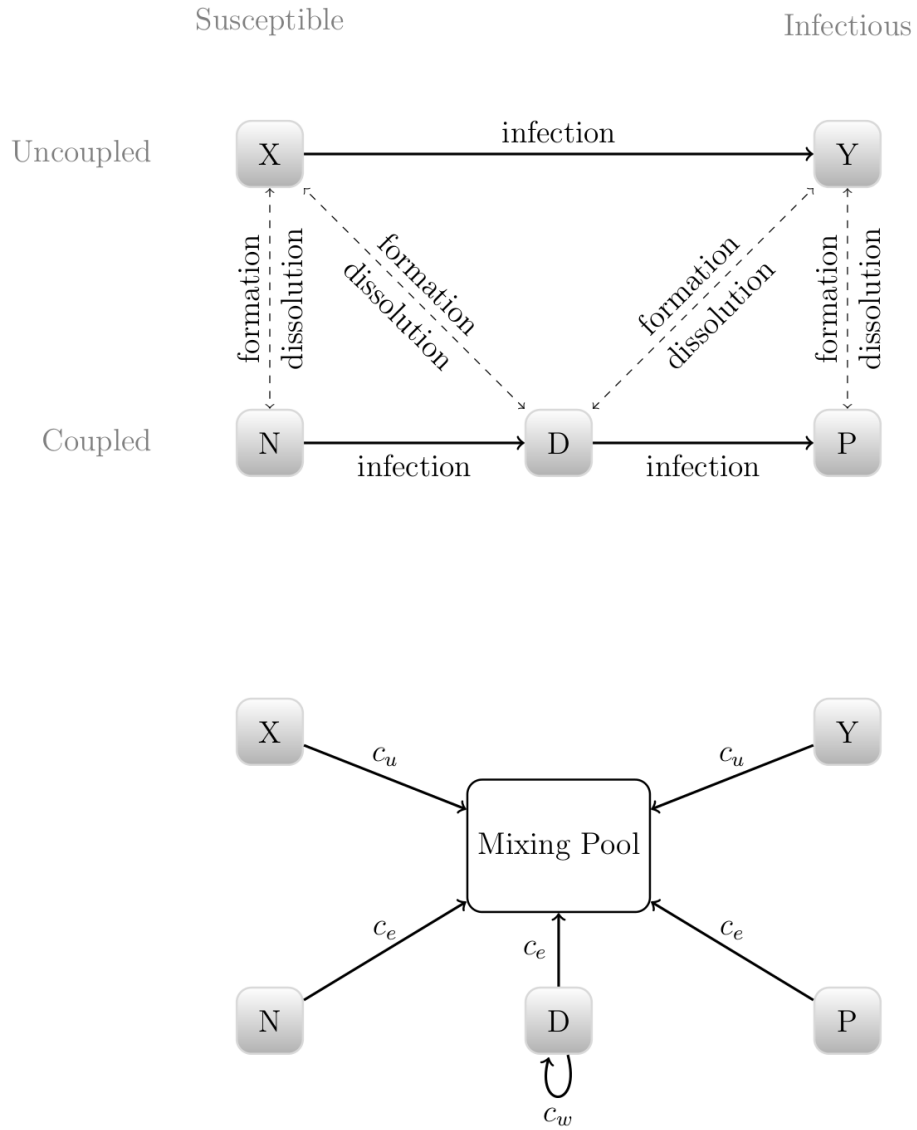 Susceptible
Infectious
Uncoupled
X
infection
Y
formation
dissolution
formation
dissolution
formation
dissolution
formation
dissolution
Coupled
N
infection
D
infection
P
X
c_u
c_u
Y
Mixing Pool
c_e
c_e
c_e
N
D
P
c_w